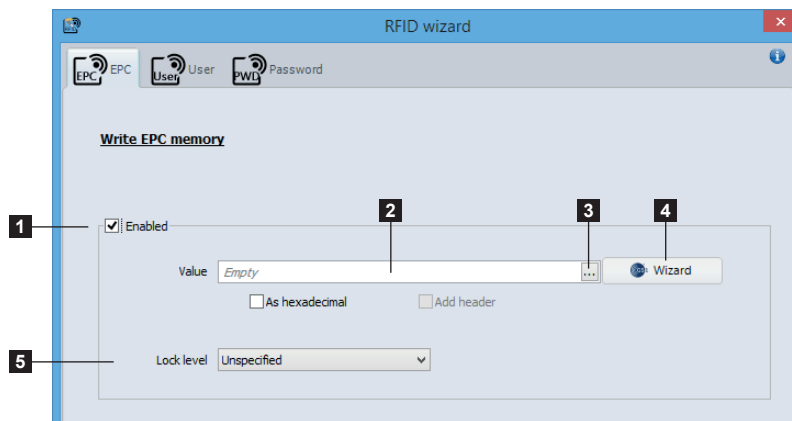 RFID wizard
EPC EPC User User PWD Password
Write EPC memory
1 Enabled 2 3 4
Value Empty ... Wizard
As hexadecimal Add header
5 Lock level Unspecified